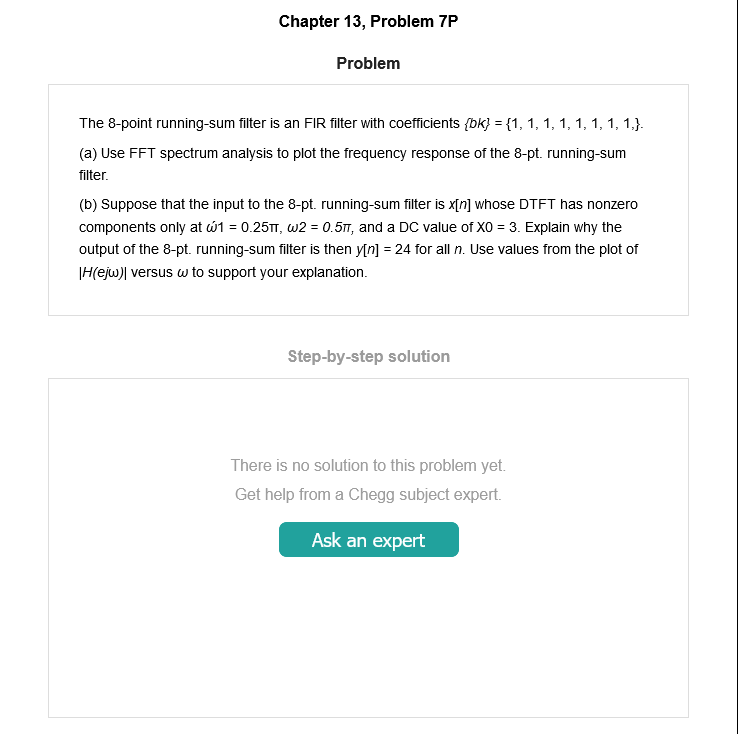 Chapter 13, Problem 7P
Problem
The 8-point running-sum filter is an FIR filter with coefficients {bk} = {1, 1, 1, 1, 1, 1, 1, 1,}.
(a) Use FFT spectrum analysis to plot the frequency response of the 8-pt. running-sum
filter.
(b) Suppose that the input to the 8-pt. running-sum filter is x[n] whose DTFT has nonzero
components only at ώ1 = 0.25π, ω2 = 0.5π, and a DC value of X0 = 3. Explain why the
output of the 8-pt. running-sum filter is then y[n] = 24 for all n. Use values from the plot of
|H(ejω)| versus ω to support your explanation.
Step-by-step solution
There is no solution to this problem yet.
Get help from a Chegg subject expert.
Ask an expert